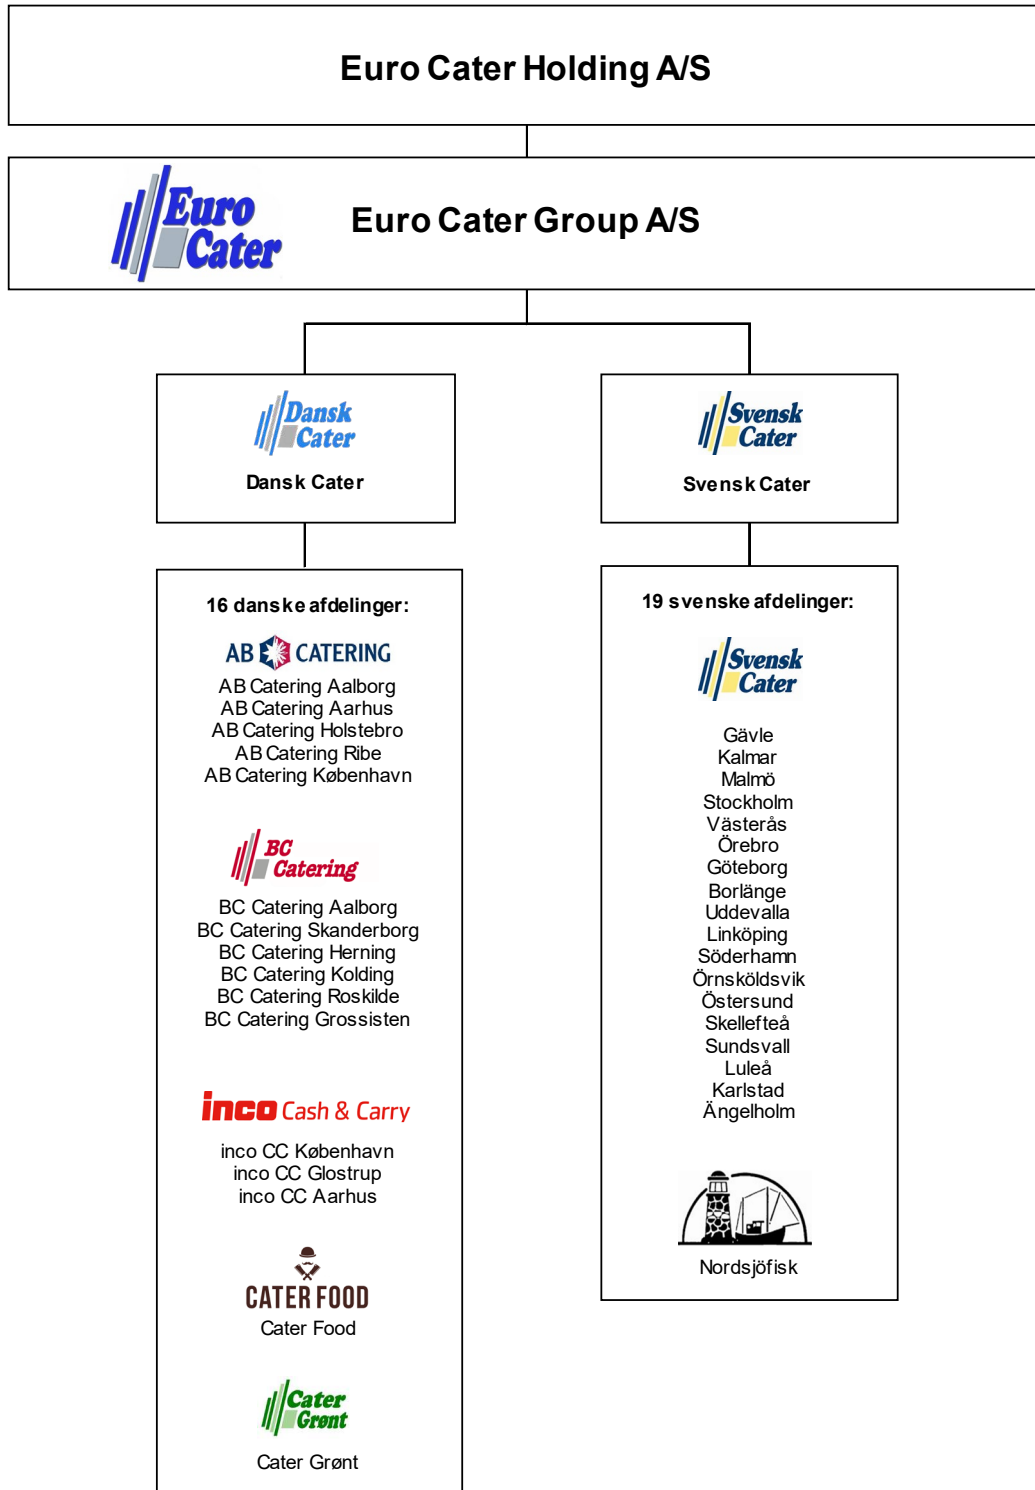 Euro Cater Holding A/S
Euro
Cater
Euro Cater Group A/S
Dansk
Cater
Dansk Cater
Svensk
Cater
Svensk Cater
16 danske afdelinger:
AB CATERING
AB Catering Aalborg
AB Catering Aarhus
AB Catering Holstebro
AB Catering Ribe
AB Catering København
BC
Catering
BC Catering Aalborg
BC Catering Skanderborg
BC Catering Herning
BC Catering Kolding
BC Catering Roskilde
BC Catering Grossisten
inco Cash & Carry
inco CC København
inco CC Glostrup
inco CC Aarhus
CATER FOOD
Cater Food
Cater
Grønt
Cater Grønt
19 svenske afdelinger:
Svensk
Cater
Gävle
Kalmar
Malmö
Stockholm
Västerås
Örebro
Göteborg
Borlänge
Uddevalla
Linköping
Söderhamn
Örnsköldsvik
Östersund
Skellefteå
Sundsvall
Luleå
Karlstad
Ängelholm
Nordsjöfisk